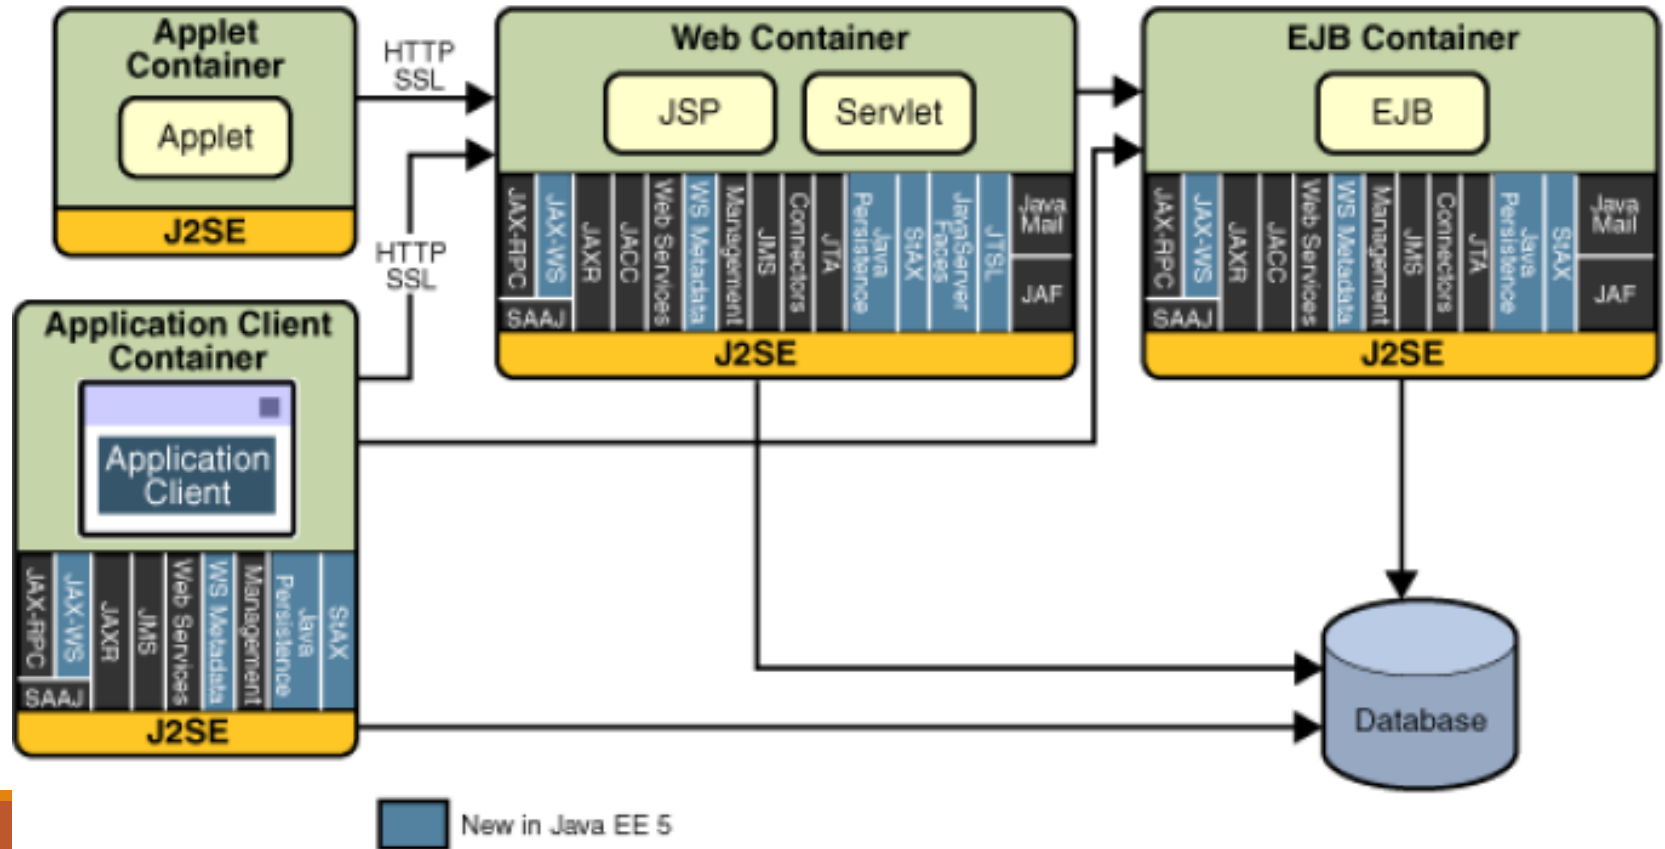 Applet
Container
Applet
J2SE
HTTP
SSL
HTTP
SSL
Web Container
JSP
Servlet
JAX-RPC
JAX-WS
SAAJ
JAXR
JACC
Web Services
WS Metadata
Management
JMS
Connectors
JTA
Java
Persistence
StAX
JavaServer
Faces
JTSL
Java
Mail
JAF
J2SE
EJB Container
EJB
JAX-RPC
JAX-WS
SAAJ
JAXR
JACC
Web Services
WS Metadata
Management
JMS
Connectors
JTA
Java
Persistence
StAX
Java
Mail
JAF
J2SE
Application Client
Container
Application
Client
JAX-RPC
JAX-WS
SAAJ
JAXR
JMS
Web Services
WS Metadata
Management
Java
Persistence
StAX
J2SE
Database
New in Java EE 5